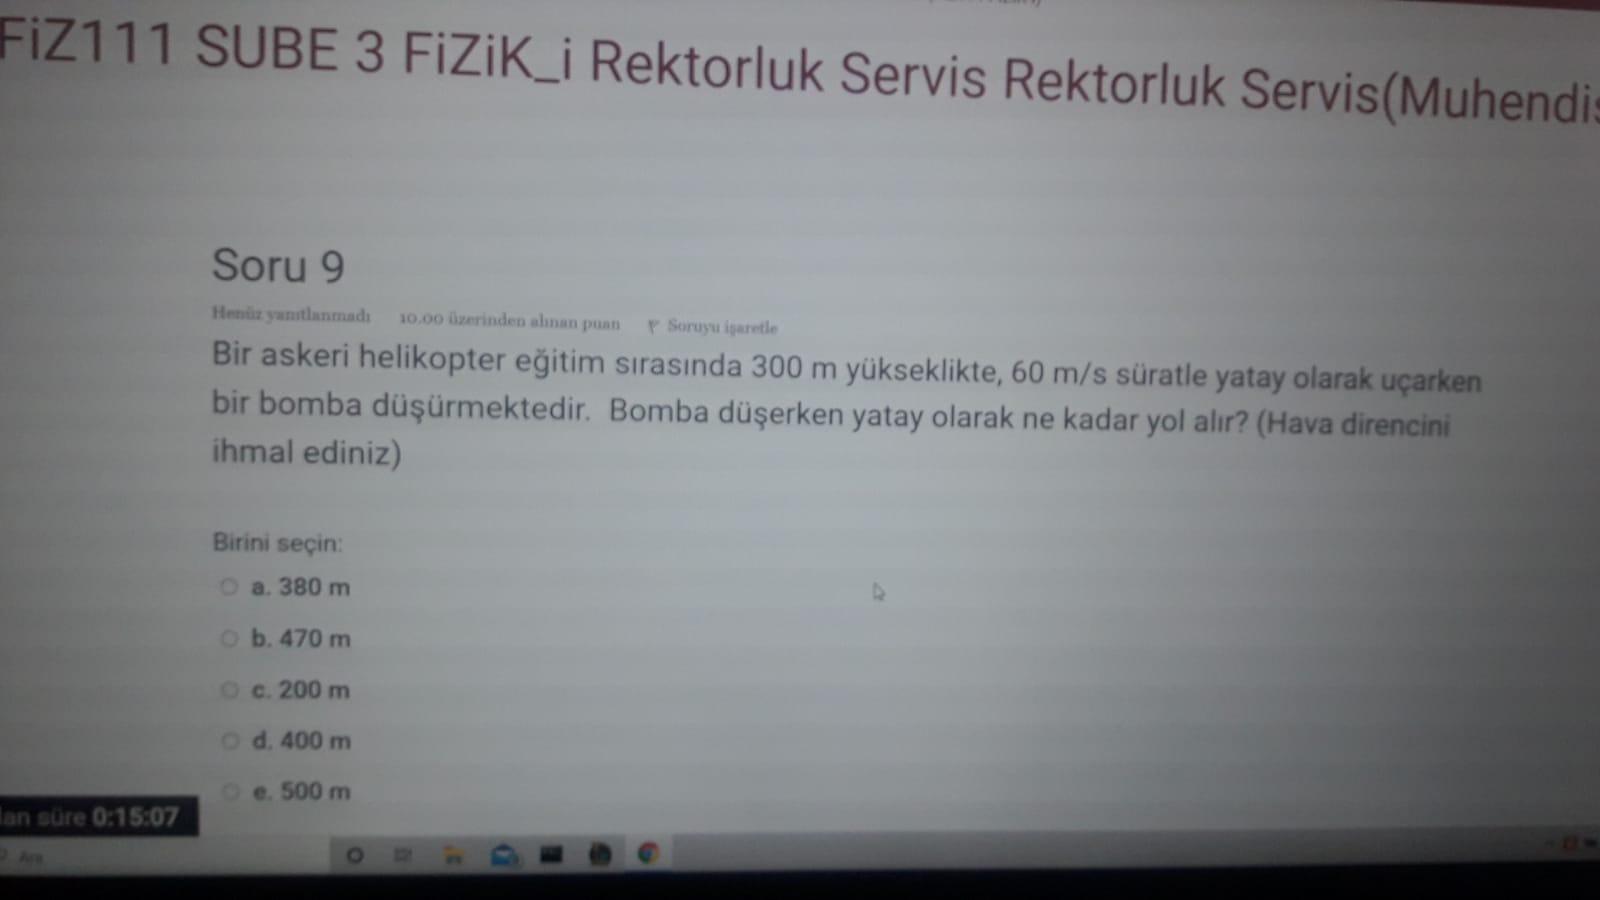 FiZ111 SUBE 3 FiZiK_i Rektorluk Servis Rektorluk Servis(Muhendis
Soru 9
Henüz yanıtlanmadı 10,00 üzerinden alınan puan Soruyu işaretle
Bir askeri helikopter eğitim sırasında 300 m yükseklikte, 60 m/s süratle yatay olarak uçarken
bir bomba düşürmektedir. Bomba düşerken yatay olarak ne kadar yol alır? (Hava direncini
ihmal ediniz)
Birini seçin:
a. 380 m
b. 470 m
c. 200 m
d. 400 m
e. 500 m
lan süre 0:15:07
Ara